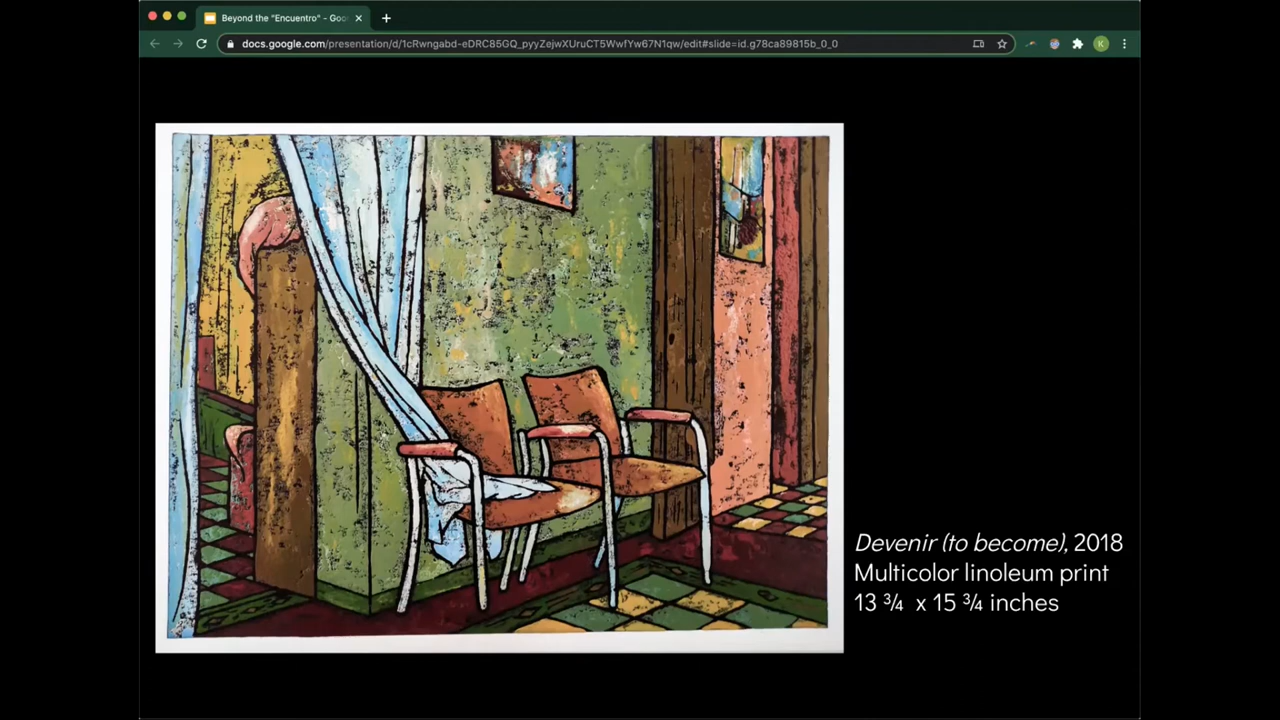 Beyond the "Encuentro" - Goo
docs.google.com/presentation/d/1cRwngabd-eDRC85GQ_pyyZejwXUruCT5WwfYw67N1qw/edit#slide=id.g78ca89815b_0_0
K
Devenir (to become), 2018
Multicolor linoleum print
13 ¾ x 15 ¾ inches